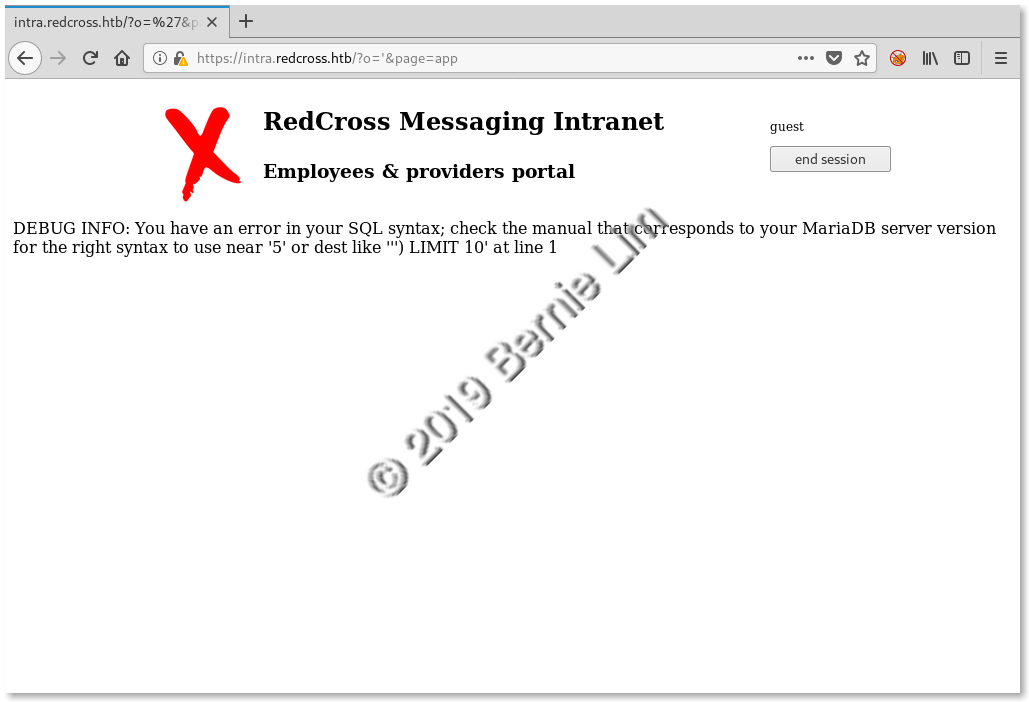 intra.redcross.htb/?o=%27&p
https://intra.redcross.htb/?o='&page=app
RedCross Messaging Intranet
guest
end session
Employees & providers portal
DEBUG INFO: You have an error in your SQL syntax; check the manual that corresponds to your MariaDB server version
for the right syntax to use near '5' or dest like ''') LIMIT 10' at line 1
© 2019 Bernie Lim